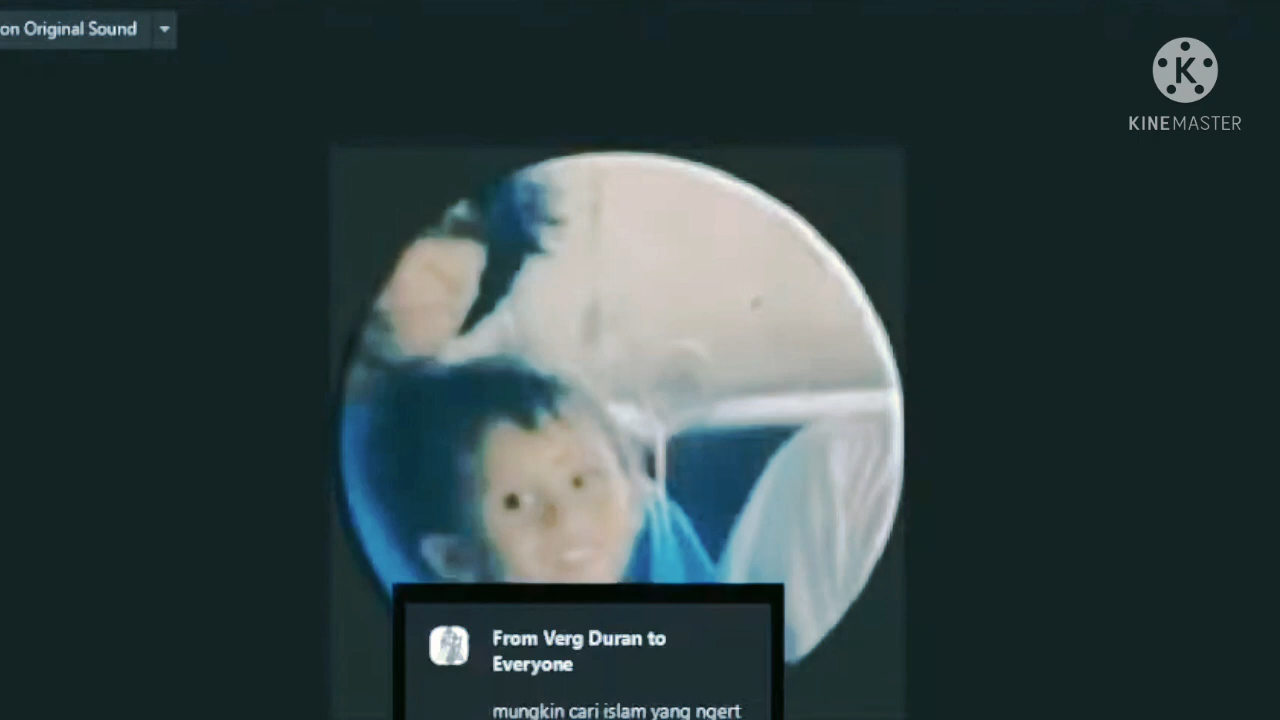 on Original Sound
KINEMASTER
From Verg Duran to
Everyone
mungkin cari islam yang ngert